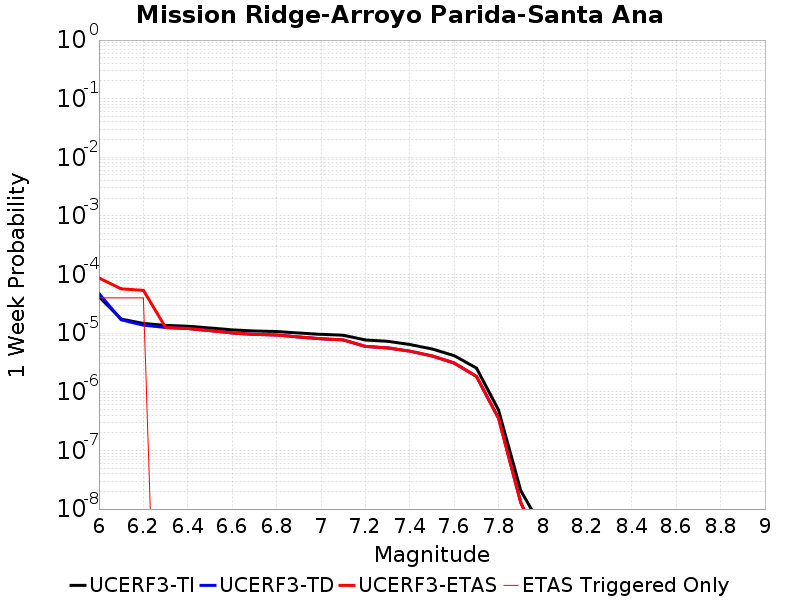 Mission Ridge-Arroyo Parida-Santa Ana
1 Week Probability
10^0
10^-1
10^-2
10^-3
10^-4
10^-5
10^-6
10^-7
10^-8
6 6.2 6.4 6.6 6.8 7 7.2 7.4 7.6 7.8 8 8.2 8.4 8.6 8.8 9
Magnitude
UCERF3-TI UCERF3-TD UCERF3-ETAS ETAS Triggered Only